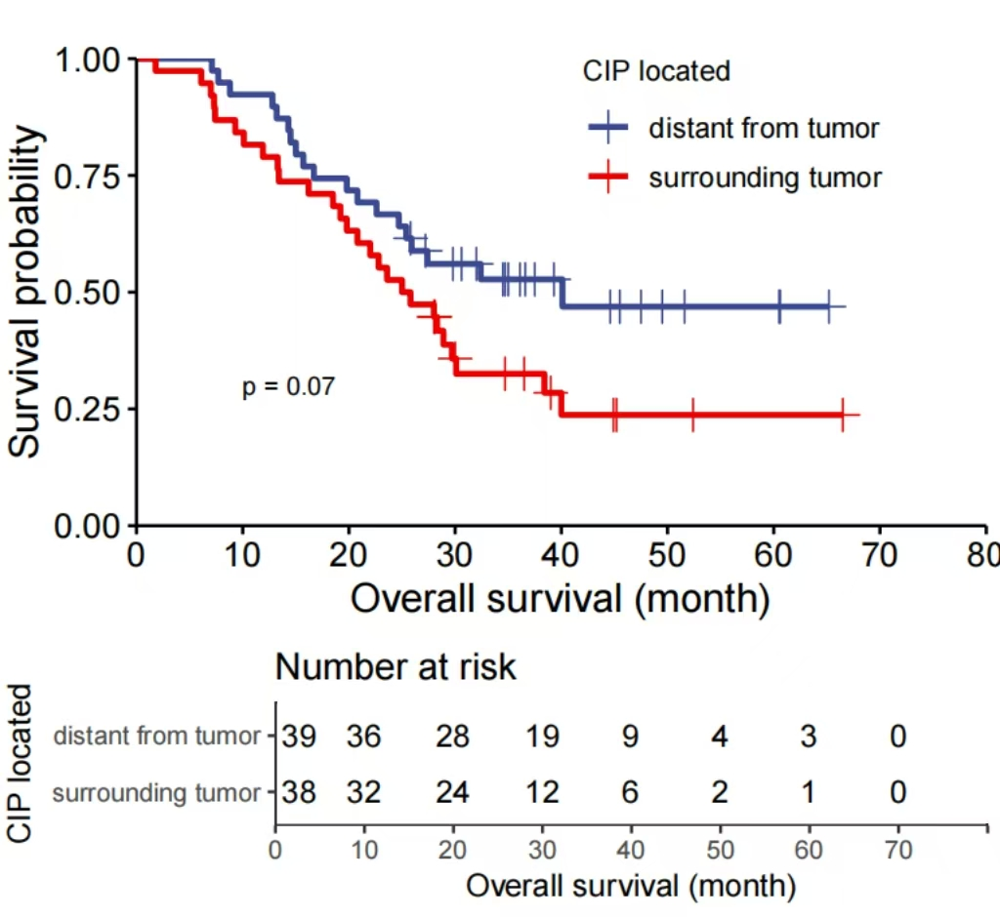 CIP located
distant from tumor
surrounding tumor
Survival probability
1.00
0.75
0.50
0.25
0.00
p = 0.07
0 10 20 30 40 50 60 70 80
Overall survival (month)
Number at risk
CIP located
distant from tumor 39 36 28 19 9 4 3 0
surrounding tumor 38 32 24 12 6 2 1 0
0 10 20 30 40 50 60 70
Overall survival (month)